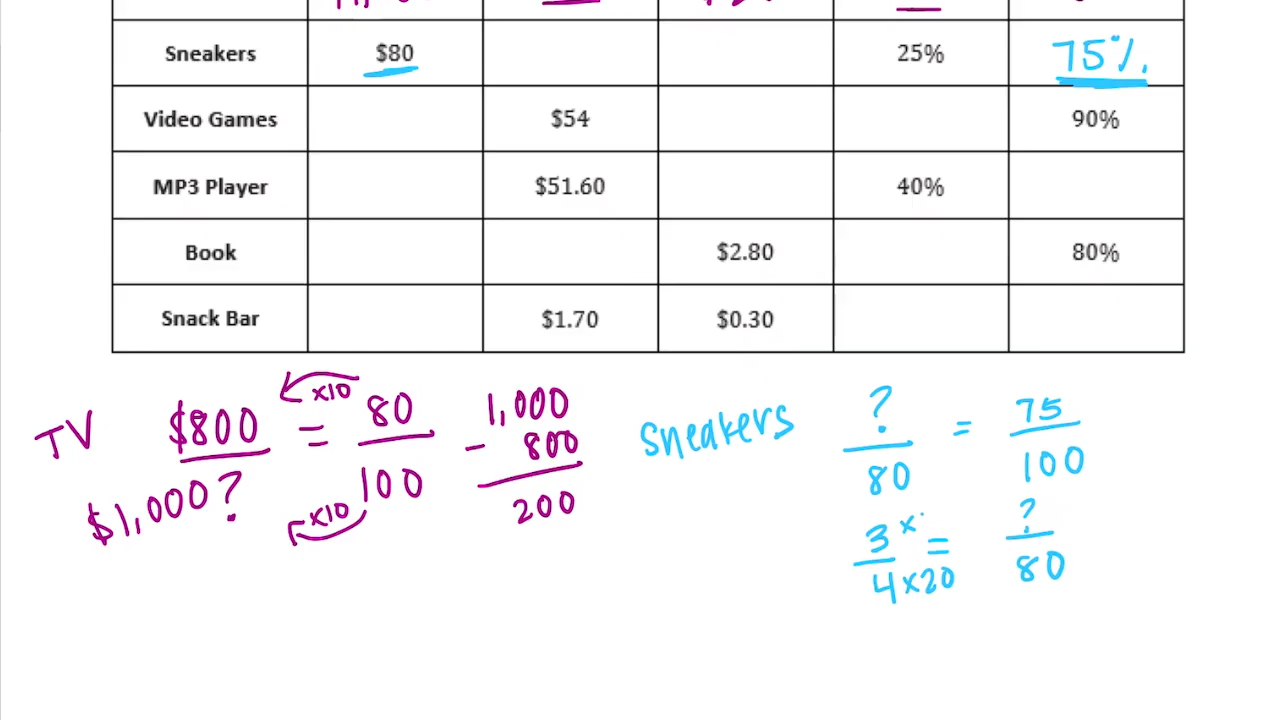 Sneakers $80 25% 75%
Video Games $54 90%
MP3 Player $51.60 40%
Book $2.80 80%
Snack Bar $1.70 $0.30
TV $800 = 80 1,000 Sneakers ? = 75
$1,000? 100 - 800 80 100
x10 200
x10
3 x = ?
4 x20 80